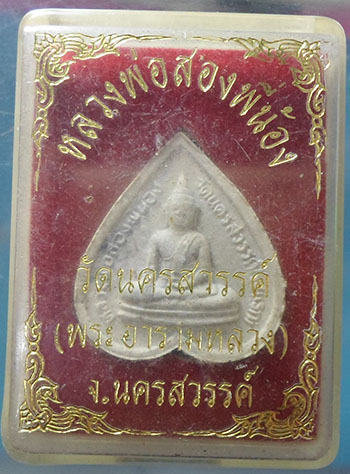 หลวงพ่อสองพี่น้อง
วัดนครสวรรค์
(พระอารามหลวง)
จ.นครสวรรค์